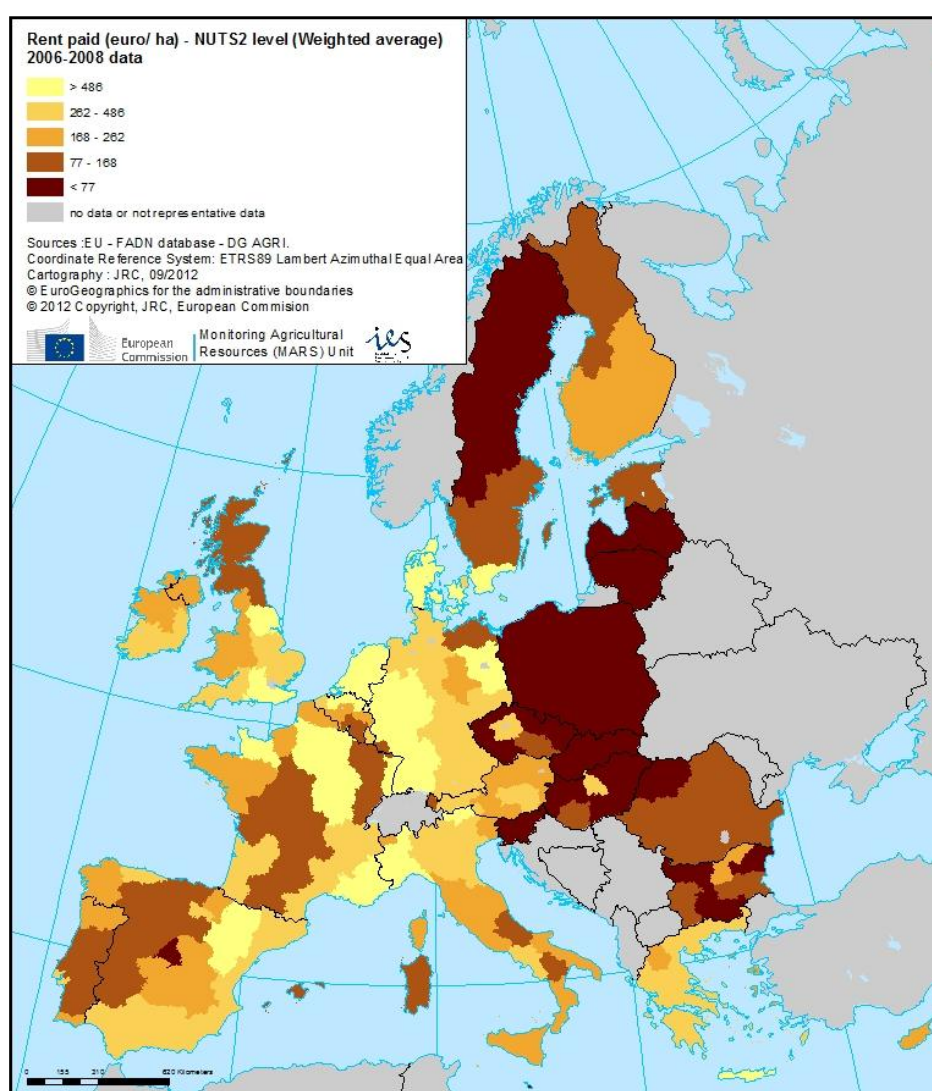 Rent paid (euro/ ha) - NUTS2 level (Weighted average)
2006-2008 data
> 486
262 - 486
168 - 262
77 - 168
< 77
no data or not representative data
Sources :EU - FADN database - DG AGRI.
Coordinate Reference System: ETRS89 Lambert Azimuthal Equal Area
Cartography : JRC, 09/2012
© EuroGeographics for the administrative boundaries
© 2012 Copyright, JRC, European Commision
European
Commission
Monitoring Agricultural
Resources (MARS) Unit
ies
0 155 310 620 Kilometers